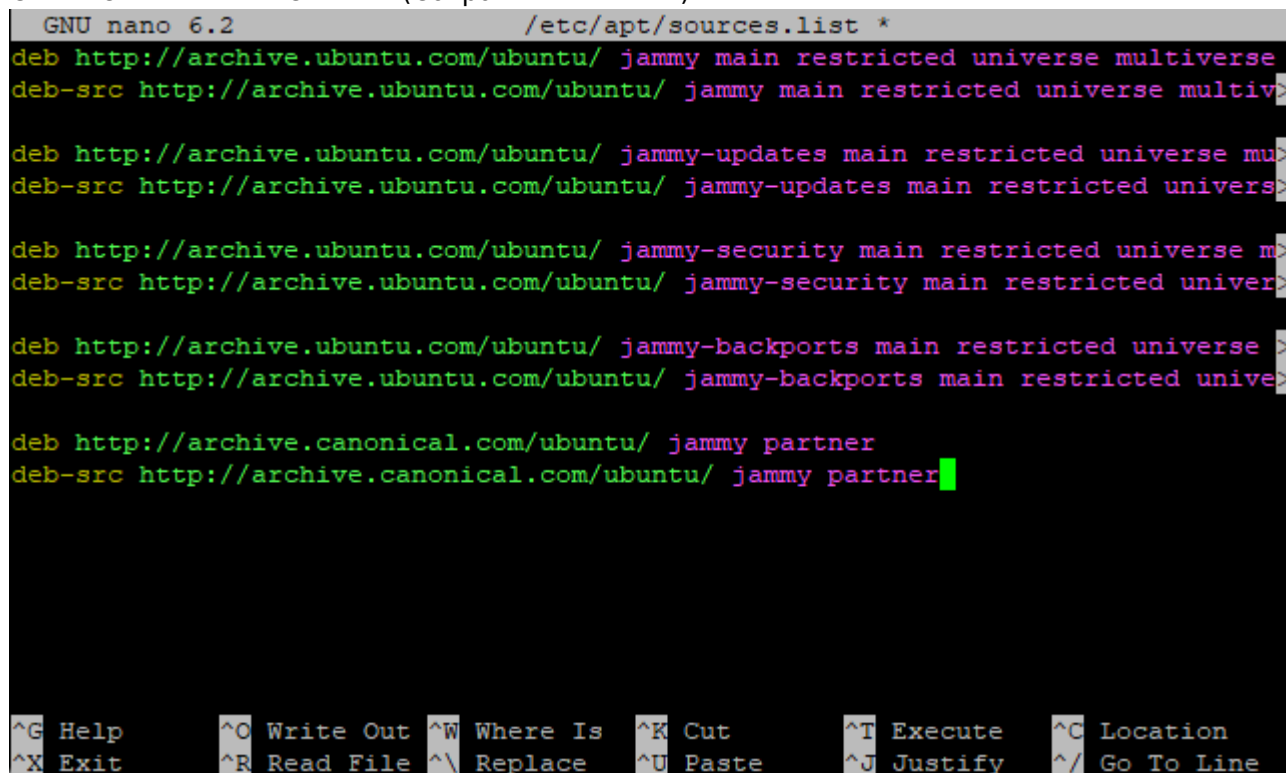 GNU nano 6.2 /etc/apt/sources.list *
deb http://archive.ubuntu.com/ubuntu/ jammy main restricted universe multiverse
deb-src http://archive.ubuntu.com/ubuntu/ jammy main restricted universe multiv>
deb http://archive.ubuntu.com/ubuntu/ jammy-updates main restricted universe mu>
deb-src http://archive.ubuntu.com/ubuntu/ jammy-updates main restricted univers>
deb http://archive.ubuntu.com/ubuntu/ jammy-security main restricted universe m>
deb-src http://archive.ubuntu.com/ubuntu/ jammy-security main restricted univer>
deb http://archive.ubuntu.com/ubuntu/ jammy-backports main restricted universe >
deb-src http://archive.ubuntu.com/ubuntu/ jammy-backports main restricted unive>
deb http://archive.canonical.com/ubuntu/ jammy partner
deb-src http://archive.canonical.com/ubuntu/ jammy partner
^G Help ^O Write Out ^W Where Is ^K Cut ^T Execute ^C Location
^X Exit ^R Read File ^\ Replace ^U Paste ^J Justify ^/ Go To Line